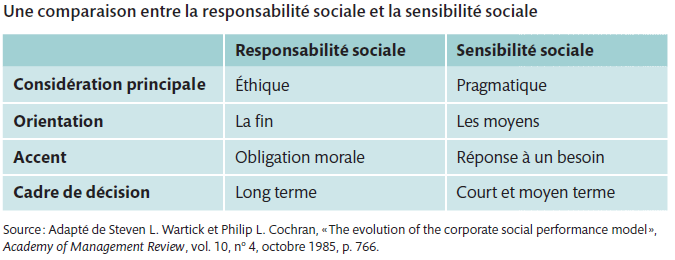 Une comparaison entre la responsabilité sociale et la sensibilité sociale
Responsabilité sociale Sensibilité sociale
Considération principale Éthique Pragmatique
Orientation La fin Les moyens
Accent Obligation morale Réponse à un besoin
Cadre de décision Long terme Court et moyen terme
Source : Adapté de Steven L. Wartick et Philip L. Cochran, « The evolution of the corporate social performance model »,
Academy of Management Review, vol. 10, nº 4, octobre 1985, p. 766.